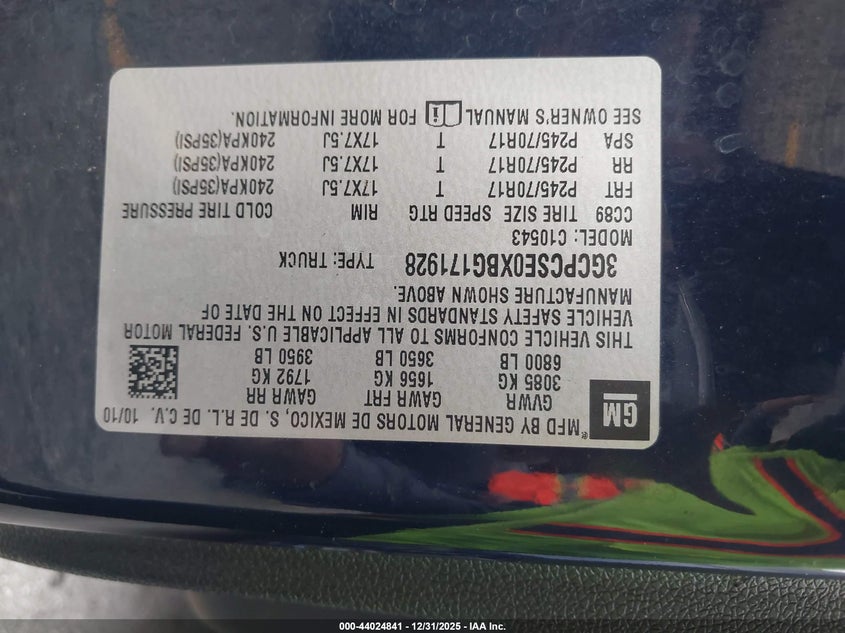 *MFD BY GENERAL MOTORS DE MEXICO, S. DE R.L. DE C.V. 10/10
GM
GVWR GAWR FRT GAWR RR
3085 KG 1656 KG 1792 KG
6800 LB 3650 LB 3950 LB
THIS VEHICLE CONFORMS TO ALL APPLICABLE U.S. FEDERAL MOTOR
VEHICLE SAFETY STANDARDS IN EFFECT ON THE DATE OF
MANUFACTURE SHOWN ABOVE.
3GCPCSE0XBG171928 TYPE: TRUCK
MODEL: C10543
CC89 TIRE SIZE SPEED RTG RIM COLD TIRE PRESSURE
FRT P245/70R17 T 17X7.5J 240KPA(35PSI)
RR P245/70R17 T 17X7.5J 240KPA(35PSI)
SPA P245/70R17 T 17X7.5J 240KPA(35PSI)
SEE OWNER'S MANUAL FOR MORE INFORMATION.
000-44024841 - 12/31/2025 - IAA Inc.